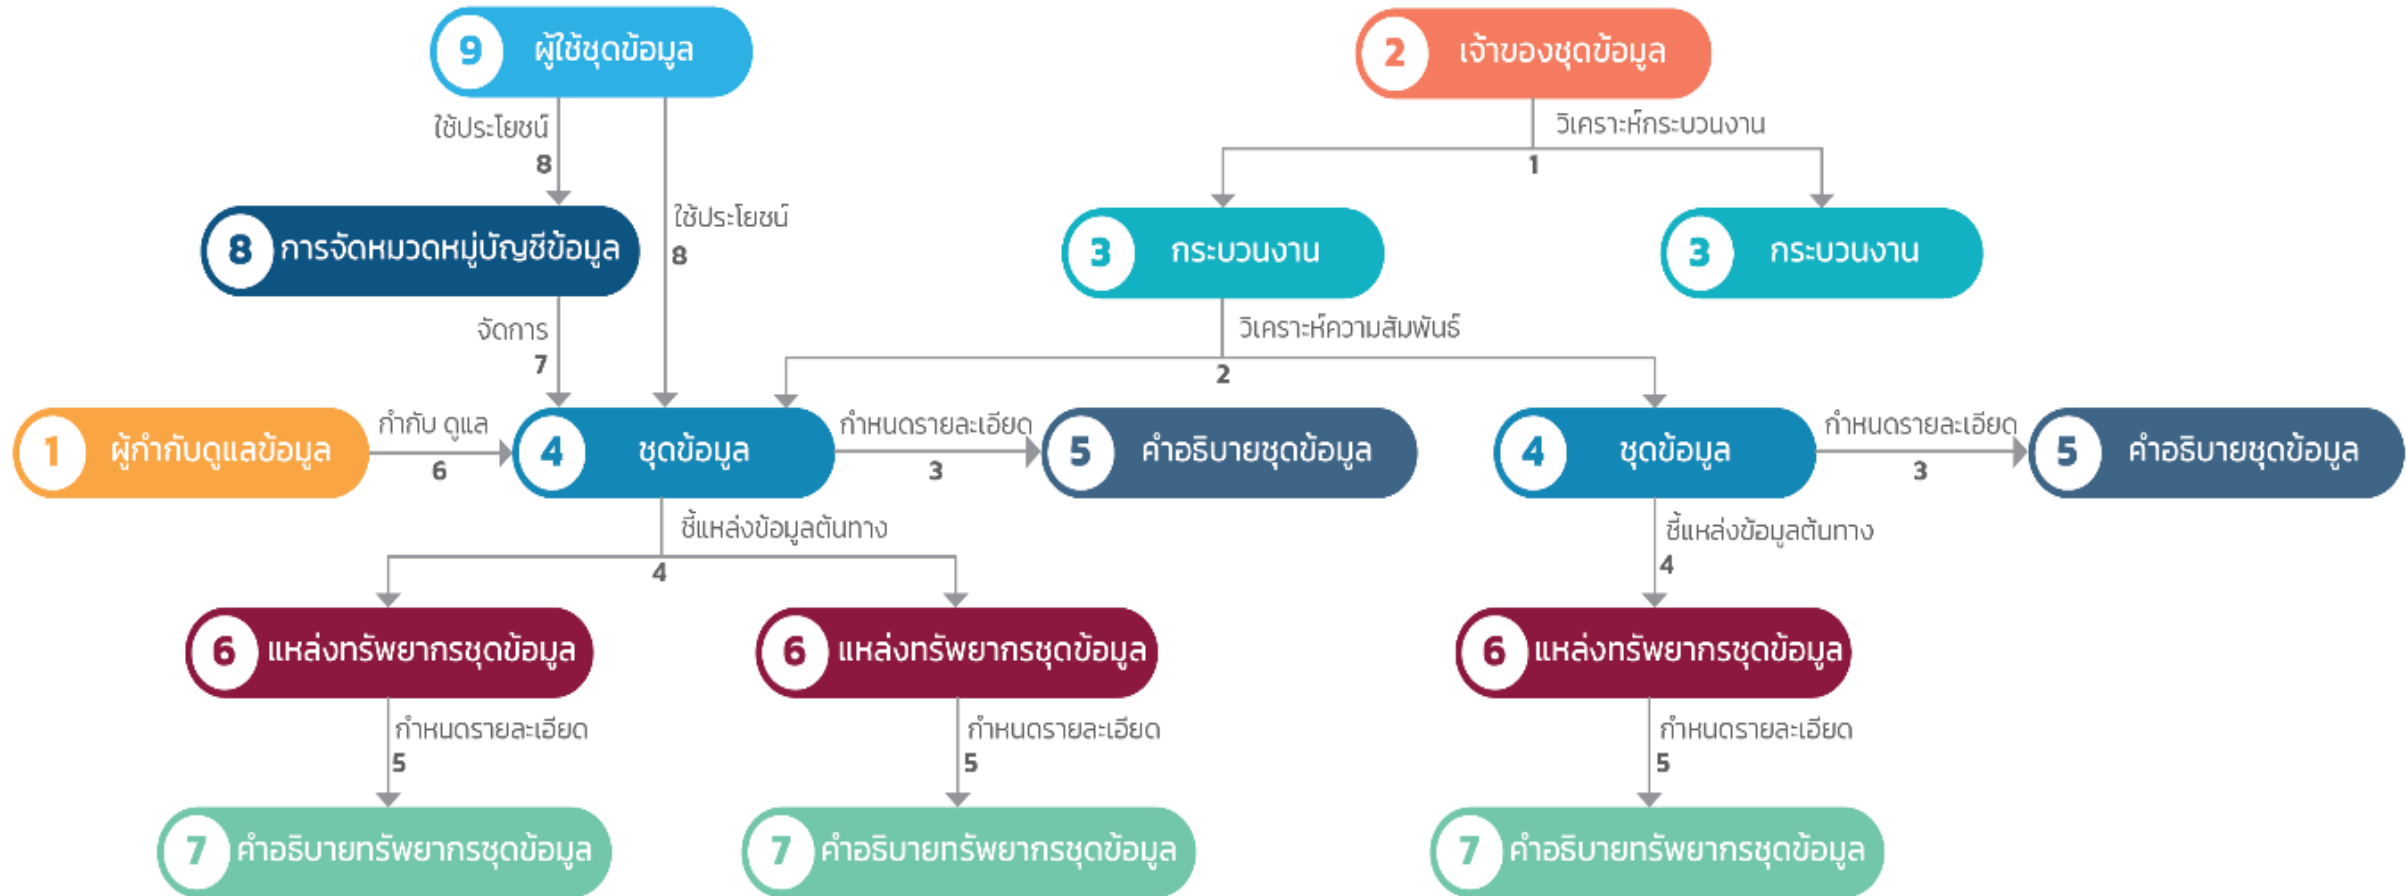 9 ผู้ใช้ชุดข้อมูล
2 เจ้าของชุดข้อมูล
ใช้ประโยชน์
8
วิเคราะห์กระบวนงาน
1
ใช้ประโยชน์
8
8 การจัดหมวดหมู่บัญชีข้อมูล
3 กระบวนงาน
3 กระบวนงาน
จัดการ
7
วิเคราะห์ความสัมพันธ์
2
1 ผู้กำกับดูแลข้อมูล
กำกับ ดูแล
6
4 ชุดข้อมูล
กำหนดรายละเอียด
3
5 คำอธิบายชุดข้อมูล
4 ชุดข้อมูล
กำหนดรายละเอียด
3
5 คำอธิบายชุดข้อมูล
ชี้แหล่งข้อมูลต้นทาง
4
ชี้แหล่งข้อมูลต้นทาง
4
6 แหล่งทรัพยากรชุดข้อมูล
6 แหล่งทรัพยากรชุดข้อมูล
6 แหล่งทรัพยากรชุดข้อมูล
กำหนดรายละเอียด
5
กำหนดรายละเอียด
5
กำหนดรายละเอียด
5
7 คำอธิบายทรัพยากรชุดข้อมูล
7 คำอธิบายทรัพยากรชุดข้อมูล
7 คำอธิบายทรัพยากรชุดข้อมูล